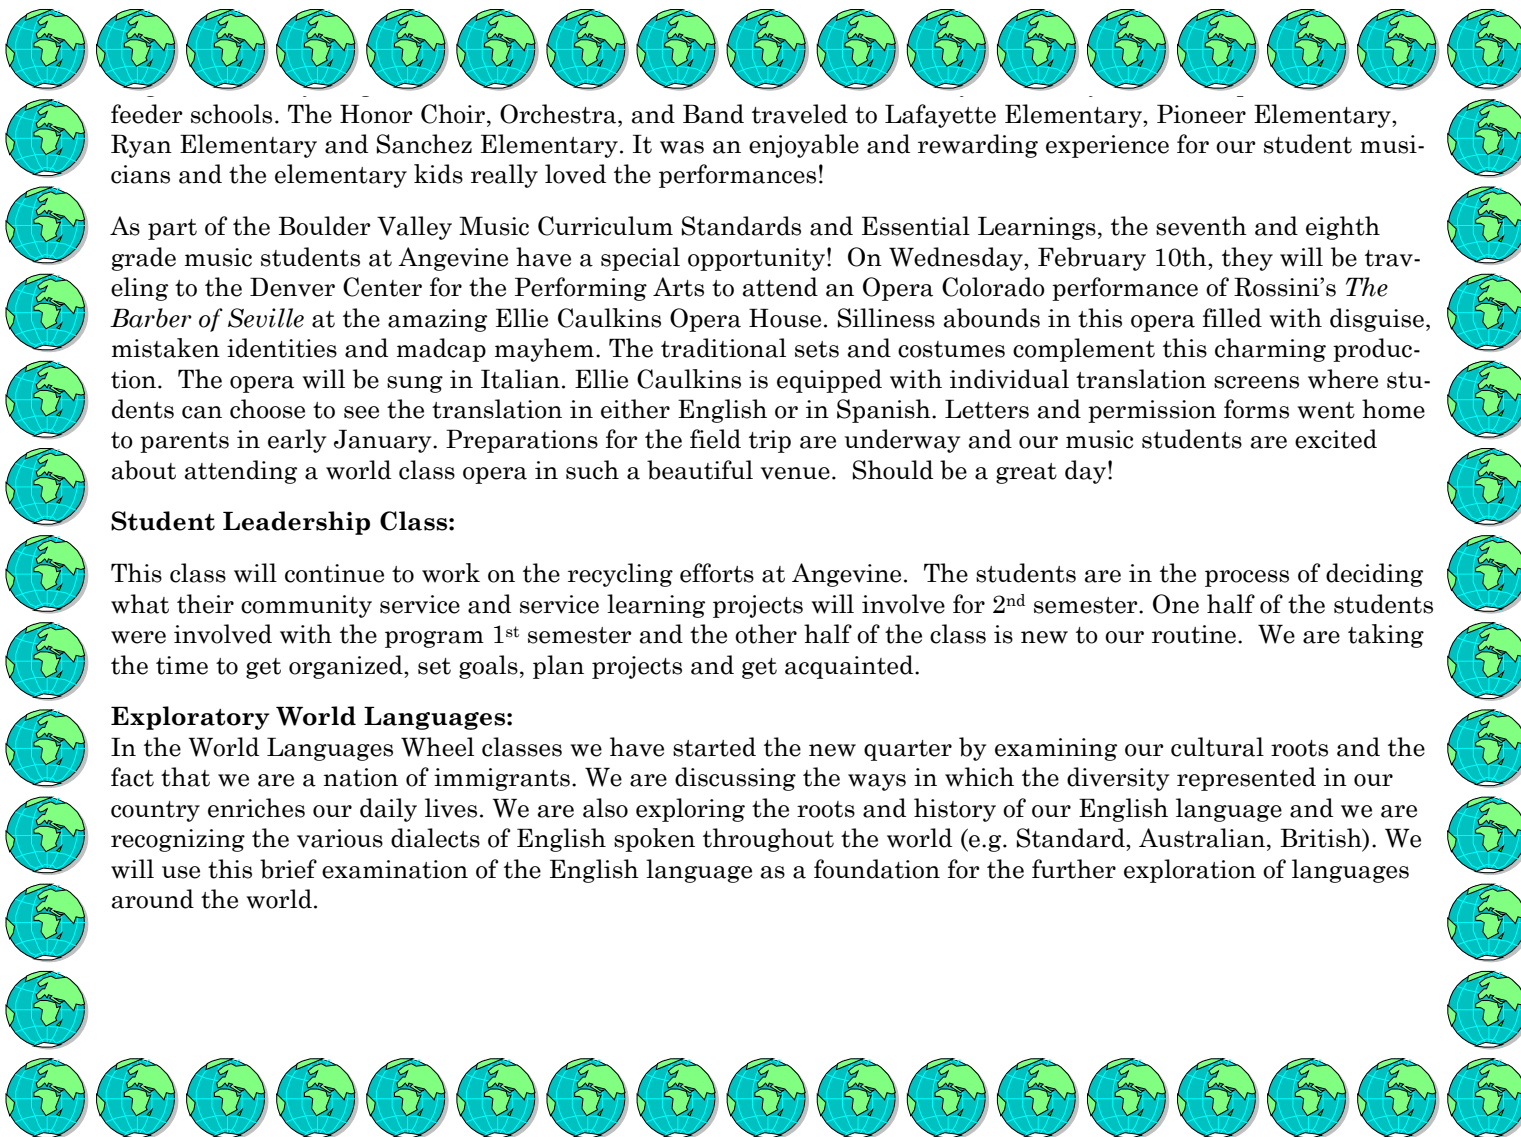 feeder schools. The Honor Choir, Orchestra, and Band traveled to Lafayette Elementary, Pioneer Elementary,
Ryan Elementary and Sanchez Elementary. It was an enjoyable and rewarding experience for our student musi-
cians and the elementary kids really loved the performances!
As part of the Boulder Valley Music Curriculum Standards and Essential Learnings, the seventh and eighth
grade music students at Angevine have a special opportunity!  On Wednesday, February 10th, they will be trav-
eling to the Denver Center for the Performing Arts to attend an Opera Colorado performance of Rossini’s The
Barber of Seville at the amazing Ellie Caulkins Opera House. Silliness abounds in this opera filled with disguise,
mistaken identities and madcap mayhem. The traditional sets and costumes complement this charming produc-
tion.  The opera will be sung in Italian. Ellie Caulkins is equipped with individual translation screens where stu-
dents can choose to see the translation in either English or in Spanish. Letters and permission forms went home
to parents in early January. Preparations for the field trip are underway and our music students are excited
about attending a world class opera in such a beautiful venue.  Should be a great day!
Student Leadership Class:
This class will continue to work on the recycling efforts at Angevine.  The students are in the process of deciding
what their community service and service learning projects will involve for 2nd semester. One half of the students
were involved with the program 1st semester and the other half of the class is new to our routine.  We are taking
the time to get organized, set goals, plan projects and get acquainted.
Exploratory World Languages:
In the World Languages Wheel classes we have started the new quarter by examining our cultural roots and the
fact that we are a nation of immigrants. We are discussing the ways in which the diversity represented in our
country enriches our daily lives. We are also exploring the roots and history of our English language and we are
recognizing the various dialects of English spoken throughout the world (e.g. Standard, Australian, British). We
will use this brief examination of the English language as a foundation for the further exploration of languages
around the world.